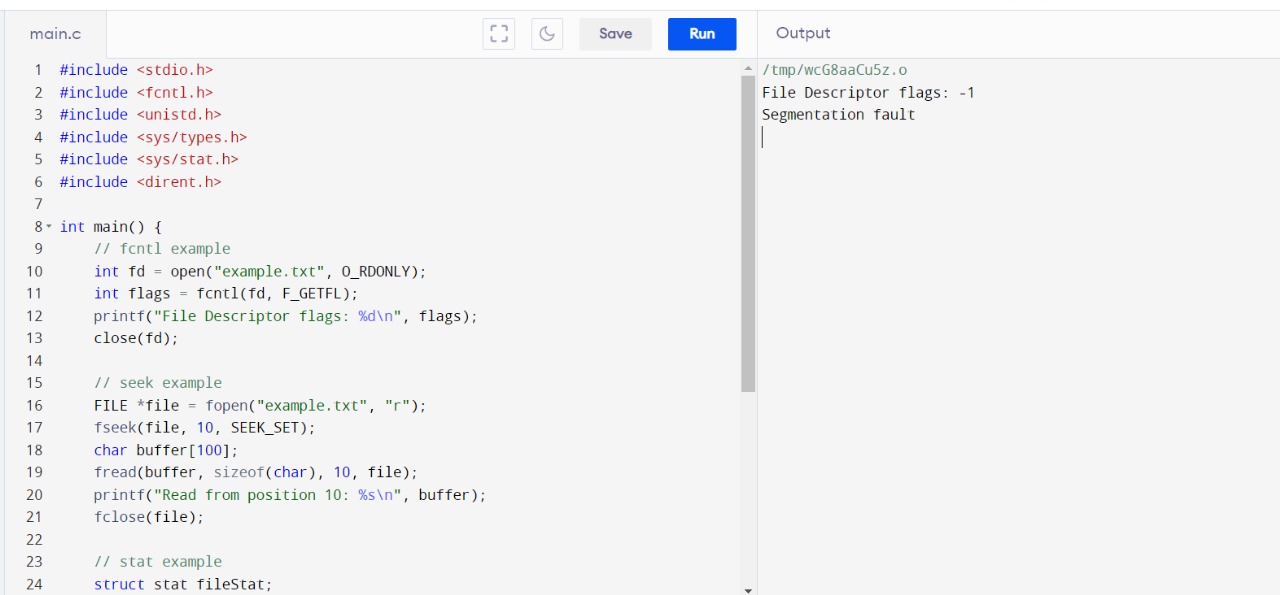 main.c
Save
Run
Output
1 #include <stdio.h>
2 #include <fcntl.h>
3 #include <unistd.h>
4 #include <sys/types.h>
5 #include <sys/stat.h>
6 #include <dirent.h>
7
8 int main() {
9     // fcntl example
10     int fd = open("example.txt", O_RDONLY);
11     int flags = fcntl(fd, F_GETFL);
12     printf("File Descriptor flags: %d\n", flags);
13     close(fd);
14
15     // seek example
16     FILE *file = fopen("example.txt", "r");
17     fseek(file, 10, SEEK_SET);
18     char buffer[100];
19     fread(buffer, sizeof(char), 10, file);
20     printf("Read from position 10: %s\n", buffer);
21     fclose(file);
22
23     // stat example
24     struct stat fileStat;
/tmp/wcG8aaCu5z.o
File Descriptor flags: -1
Segmentation fault